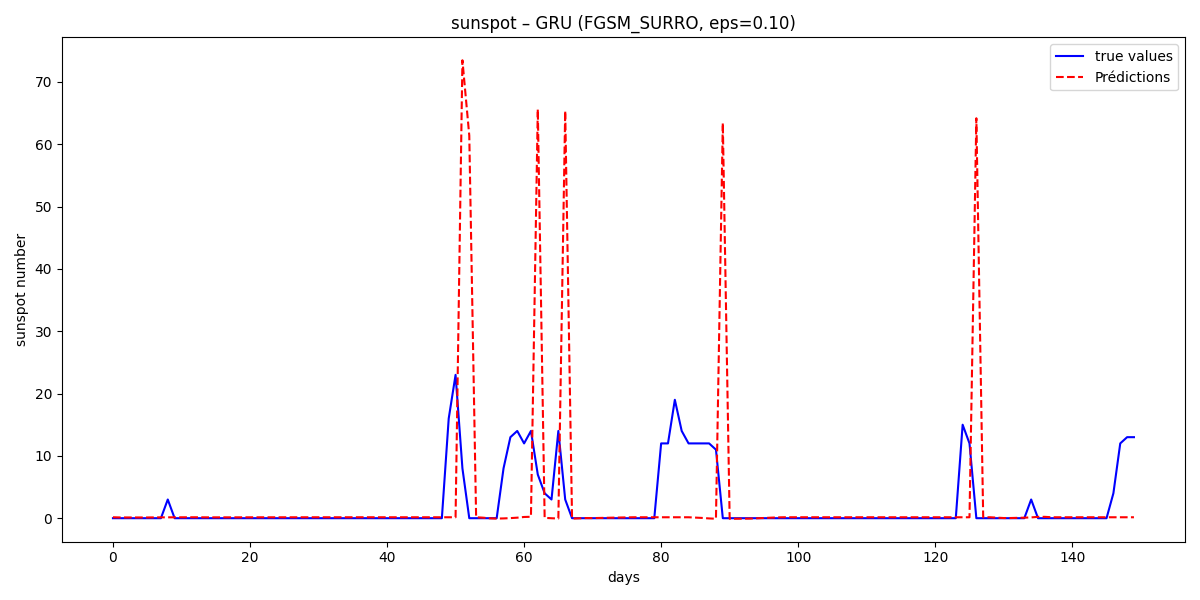 sunspot – GRU (FGSM_SURRO, eps=0.10)
true values
Prédictions
sunspot number
70
60
50
40
30
20
10
0
0 20 40 60 80 100 120 140
days